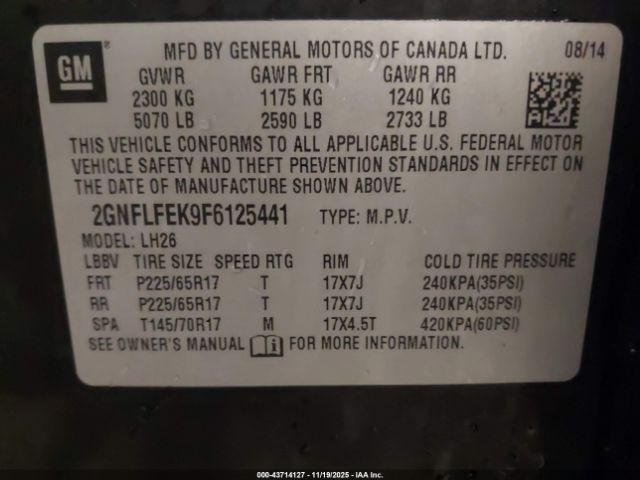 GM ®
MFD BY GENERAL MOTORS OF CANADA LTD. 08/14
GVWR GAWR FRT GAWR RR
2300 KG 1175 KG 1240 KG
5070 LB 2590 LB 2733 LB
THIS VEHICLE CONFORMS TO ALL APPLICABLE U.S. FEDERAL MOTOR
VEHICLE SAFETY AND THEFT PREVENTION STANDARDS IN EFFECT ON
THE DATE OF MANUFACTURE SHOWN ABOVE.
2GNFLFEK9F6125441 TYPE: M.P.V.
MODEL: LH26
LBBV TIRE SIZE SPEED RTG RIM COLD TIRE PRESSURE
FRT P225/65R17 T 17X7J 240KPA(35PSI)
RR P225/65R17 T 17X7J 240KPA(35PSI)
SPA T145/70R17 M 17X4.5T 420KPA(60PSI)
SEE OWNER'S MANUAL FOR MORE INFORMATION.
000-43714127 - 11/19/2025 - IAA Inc.